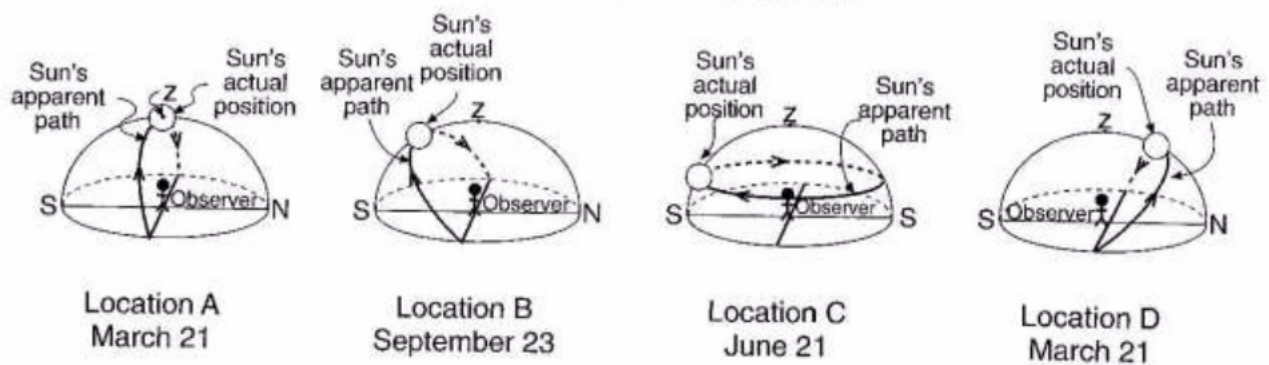 Sun's
apparent
path
Z
Sun's
actual
position
S
Observer
N
Location A
March 21
Sun's
apparent
path
Sun's
actual
position
Z
S
Observer
N
Location B
September 23
Sun's
actual
position
Z
Sun's
apparent
path
S
Observer
S
Location C
June 21
Sun's
actual
position
Z
Sun's
apparent
path
S
Observer
N
Location D
March 21